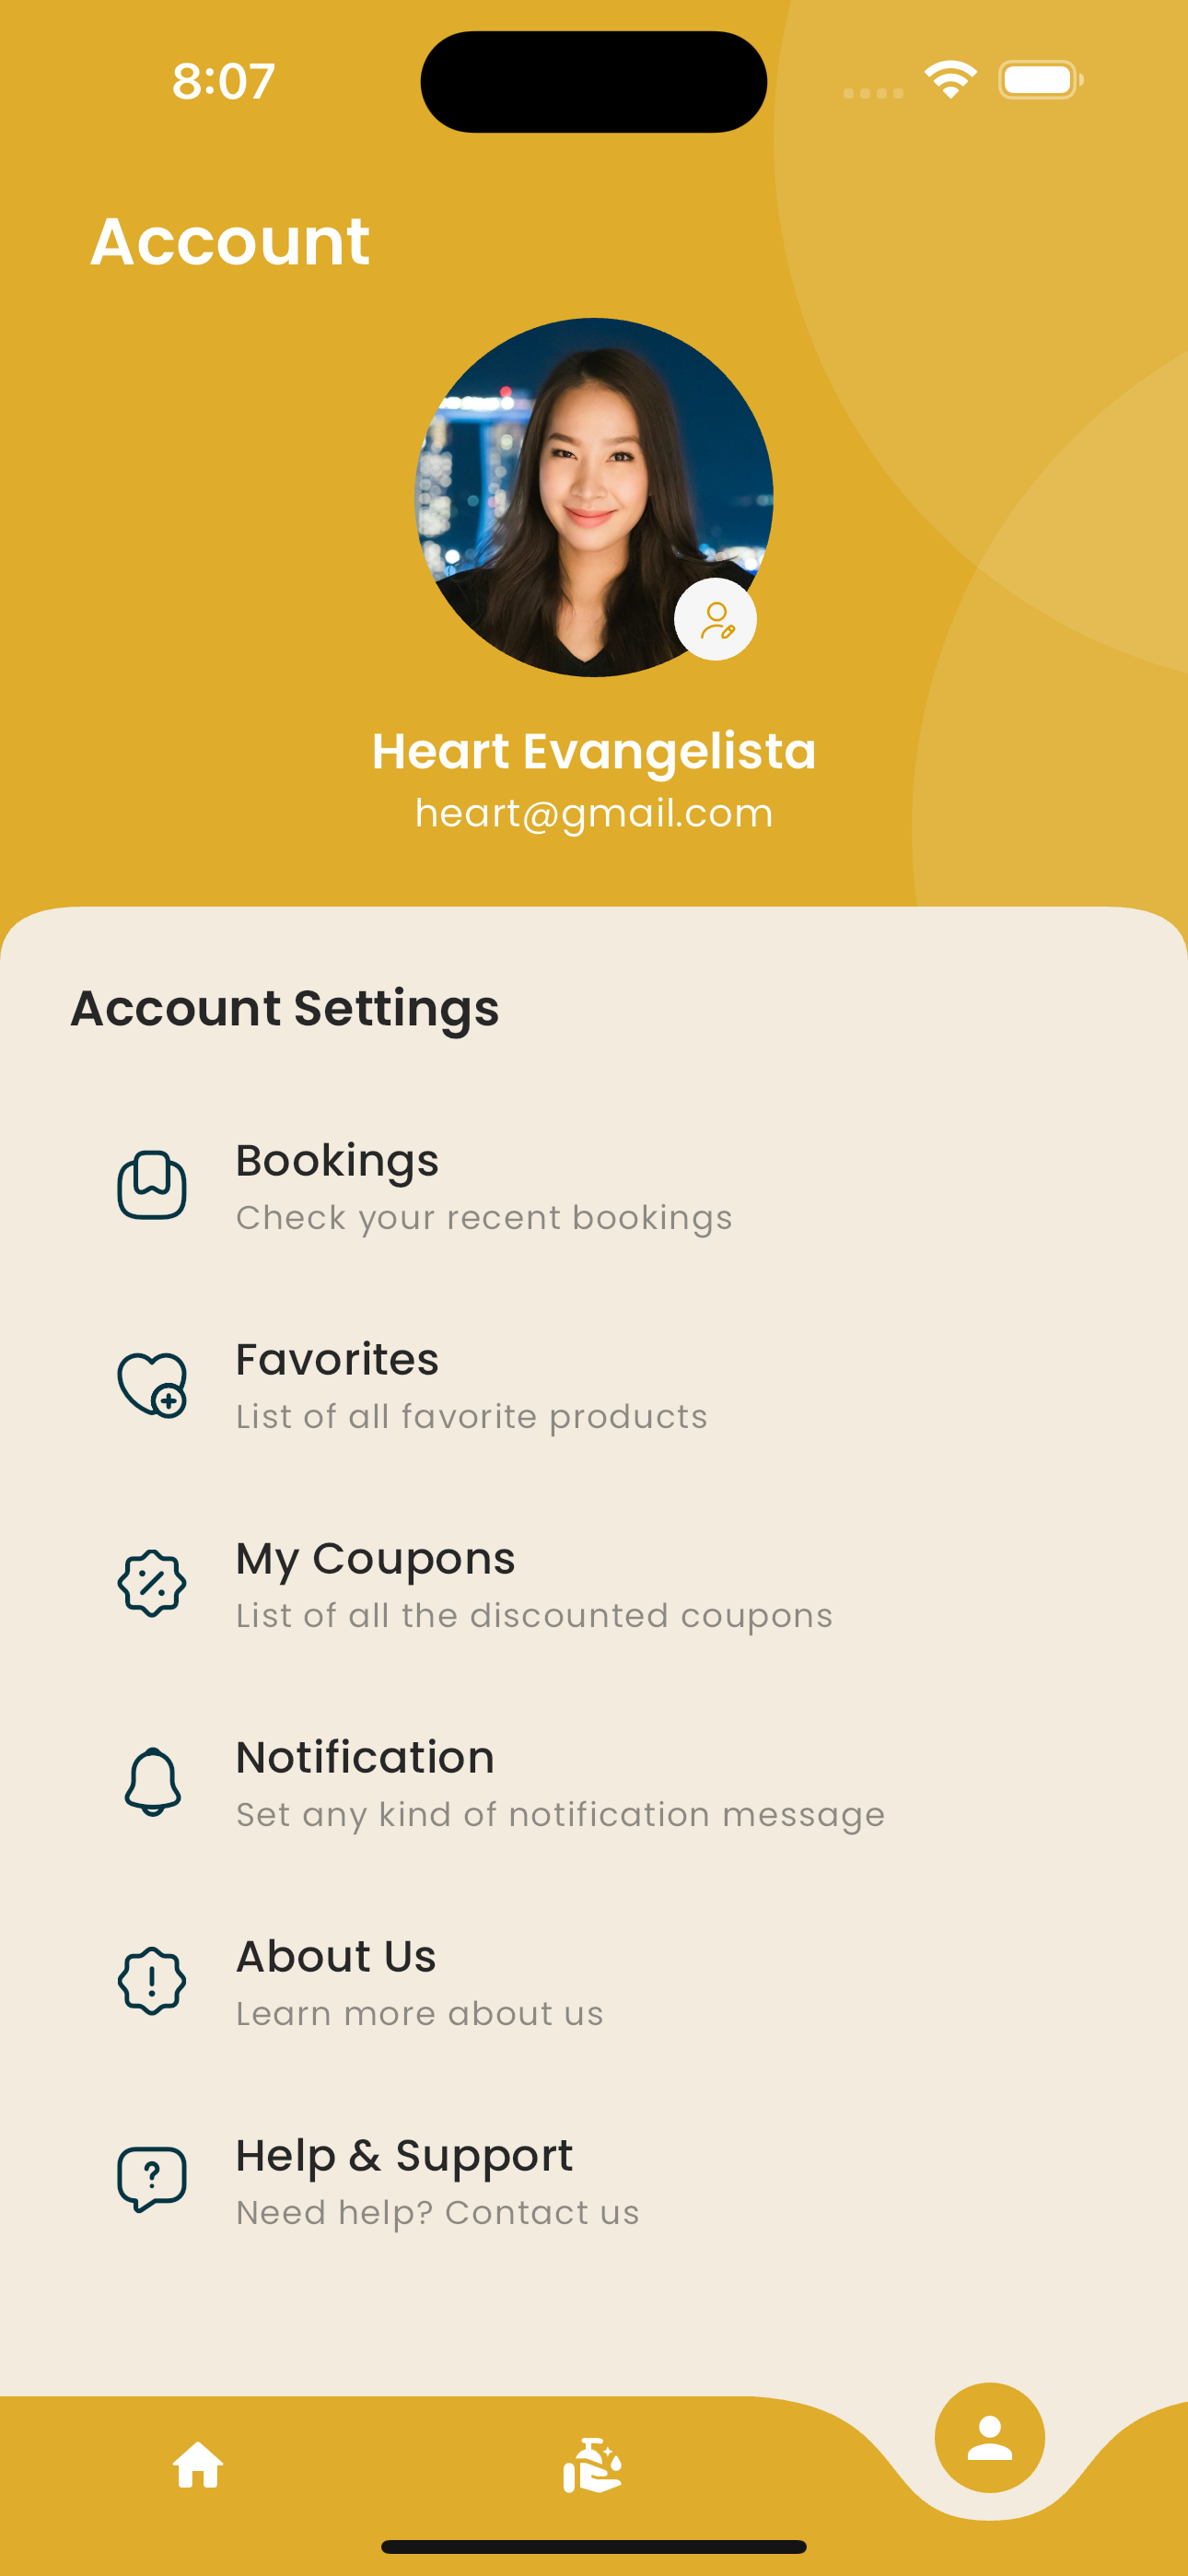 8:07
Account
Heart Evangelista
heart@gmail.com
Account Settings
Bookings
Check your recent bookings
Favorites
List of all favorite products
My Coupons
List of all the discounted coupons
Notification
Set any kind of notification message
About Us
Learn more about us
Help & Support
Need help? Contact us